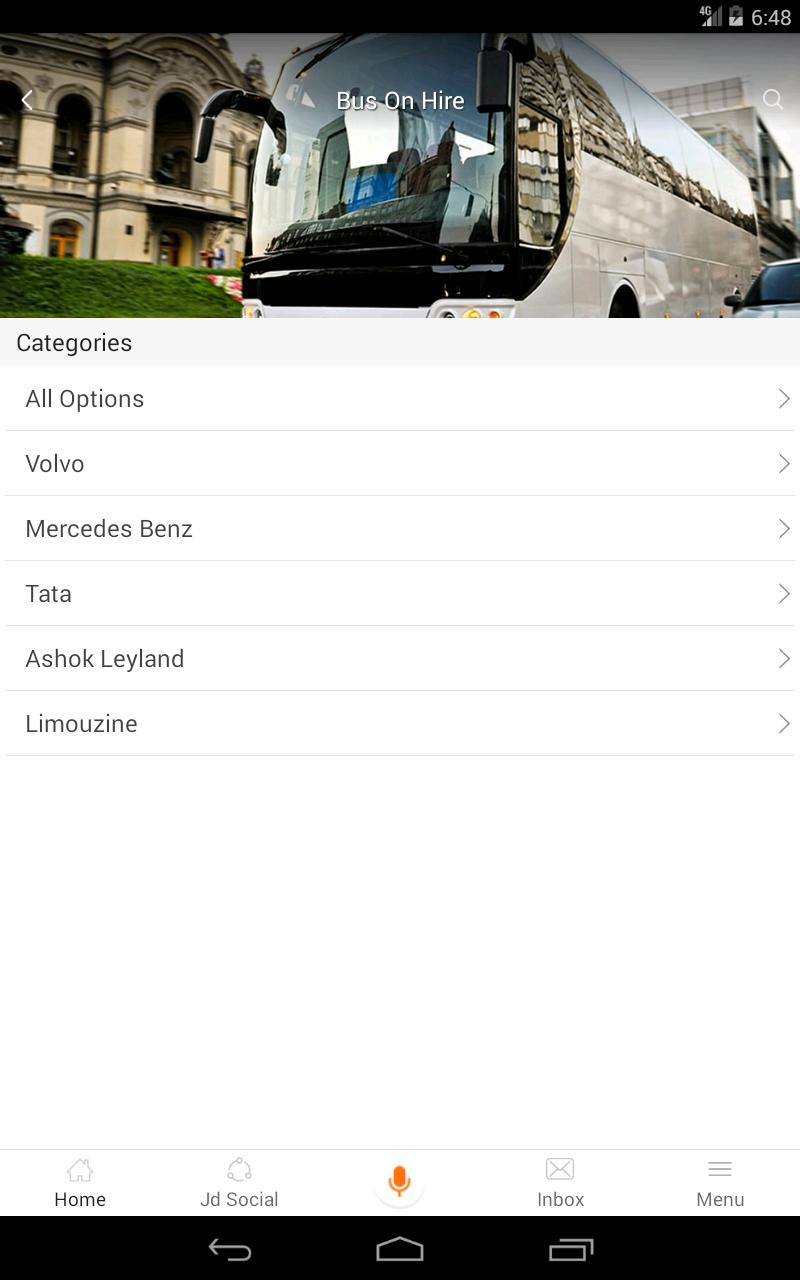 4G 6:48
Bus On Hire
Categories
All Options
Volvo
Mercedes Benz
Tata
Ashok Leyland
Limouzine
Home Jd Social Inbox Menu